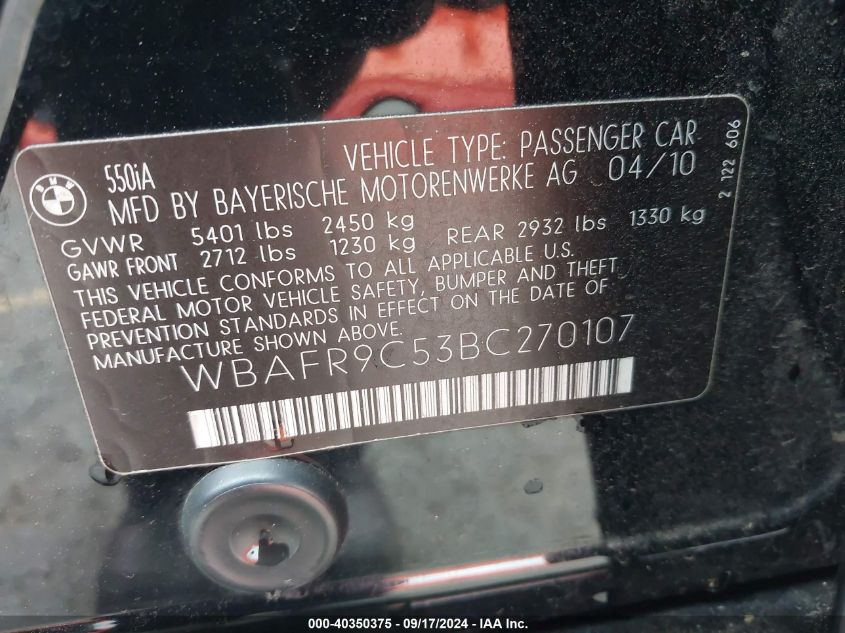 BMW
550iA
VEHICLE TYPE: PASSENGER CAR
MFD BY BAYERISCHE MOTORENWERKE AG 04/10
GVWR 5401 lbs 2450 kg
GAWR FRONT 2712 lbs 1230 kg REAR 2932 lbs 1330 kg
THIS VEHICLE CONFORMS TO ALL APPLICABLE U.S.
FEDERAL MOTOR VEHICLE SAFETY, BUMPER AND THEFT
PREVENTION STANDARDS IN EFFECT ON THE DATE OF
MANUFACTURE SHOWN ABOVE.
WBAFR9C53BC270107
2 122 606
000-40350375 - 09/17/2024 - IAA Inc.